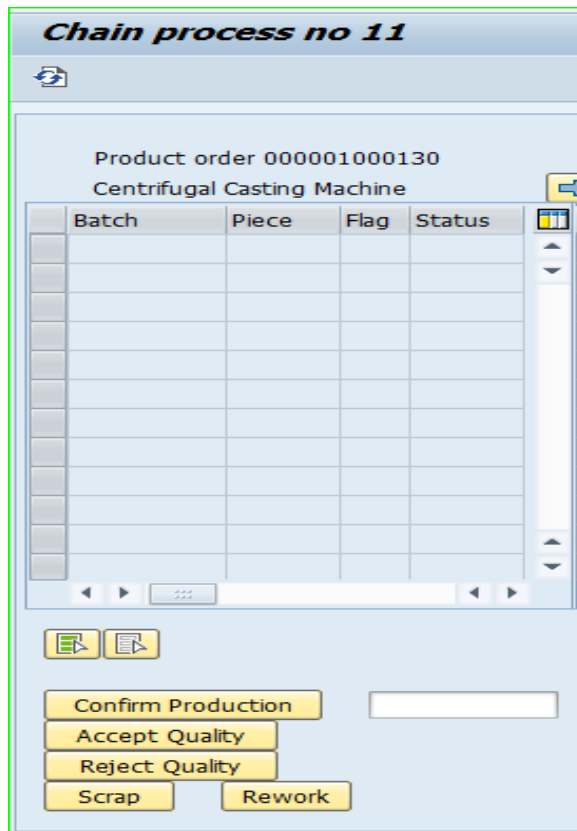 Chain process no 11
Product order 000001000130
Centrifugal Casting Machine
Batch Piece Flag Status
Confirm Production
Accept Quality
Reject Quality
Scrap Rework